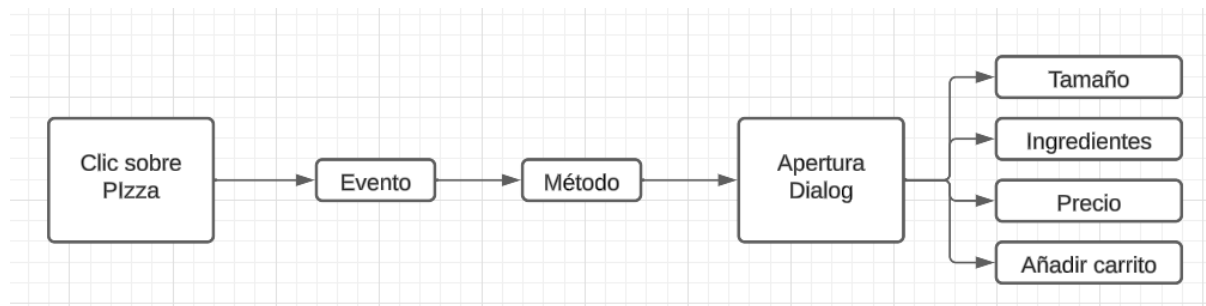 Clic sobre
PIzza
Evento
Método
Apertura
Dialog
Tamaño
Ingredientes
Precio
Añadir carrito